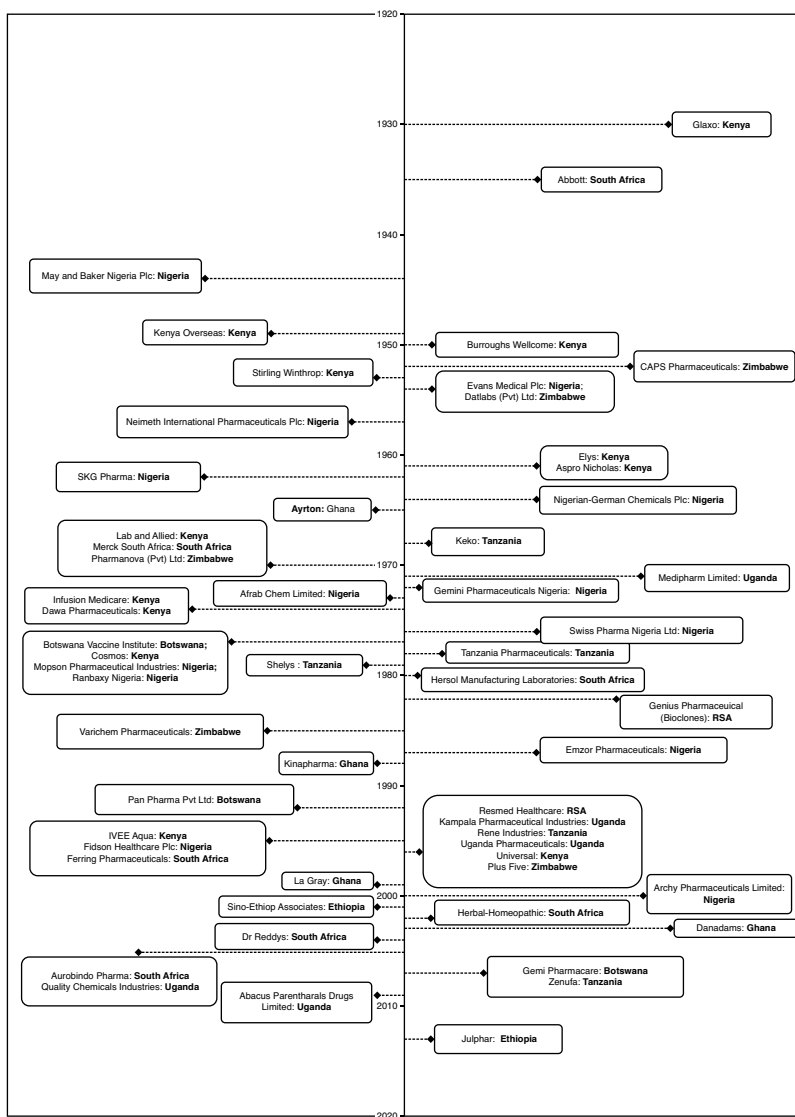 1920
Glaxo: Kenya
1930
Abbott: South Africa
1940
May and Baker Nigeria Plc: Nigeria
Kenya Overseas: Kenya
1950
Burroughs Wellcome: Kenya
CAPS Pharmaceuticals: Zimbabwe
Stirling Winthrop: Kenya
Evans Medical Plc: Nigeria;
Datlabs (Pvt) Ltd: Zimbabwe
Neimeth International Pharmaceuticals Plc: Nigeria
1960
Elys: Kenya
Aspro Nicholas: Kenya
SKG Pharma: Nigeria
Nigerian-German Chemicals Plc: Nigeria
Ayrton: Ghana
Lab and Allied: Kenya
Merck South Africa: South Africa
Pharmanova (Pvt) Ltd: Zimbabwe
Keko: Tanzania
1970
Medipharm Limited: Uganda
Gemini Pharmaceuticals Nigeria: Nigeria
Afrab Chem Limited: Nigeria
Infusion Medicare: Kenya
Dawa Pharmaceuticals: Kenya
Swiss Pharma Nigeria Ltd: Nigeria
Botswana Vaccine Institute: Botswana;
Cosmos: Kenya
Mopson Pharmaceutical Industries: Nigeria;
Ranbaxy Nigeria: Nigeria
Tanzania Pharmaceuticals: Tanzania
Shelys : Tanzania
1980
Hersol Manufacturing Laboratories: South Africa
Genius Pharmaceuical
(Bioclones): RSA
Varichem Pharmaceuticals: Zimbabwe
Emzor Pharmaceuticals: Nigeria
Kinapharma: Ghana
1990
Pan Pharma Pvt Ltd: Botswana
Resmed Healthcare: RSA
Kampala Pharmaceutical Industries: Uganda
Rene Industries: Tanzania
Uganda Pharmaceuticals: Uganda
Universal: Kenya
Plus Five: Zimbabwe
IVEE Aqua: Kenya
Fidson Healthcare Plc: Nigeria
Ferring Pharmaceuticals: South Africa
La Gray: Ghana
2000
Archy Pharmaceuticals Limited:
Nigeria
Sino-Ethiop Associates: Ethiopia
Herbal-Homeopathic: South Africa
Danadams: Ghana
Dr Reddys: South Africa
Aurobindo Pharma: South Africa
Quality Chemicals Industries: Uganda
Gemi Pharmacare: Botswana
Zenufa: Tanzania
Abacus Parentharals Drugs
Limited: Uganda
2010
Julphar: Ethiopia
2020